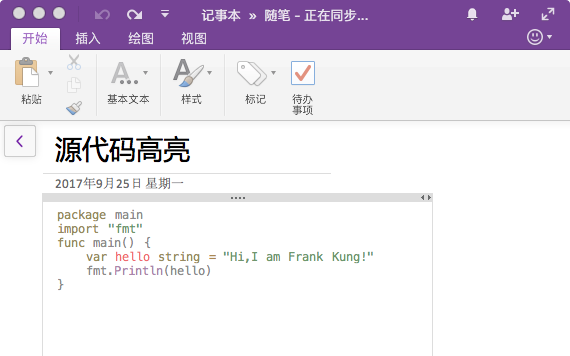 记事本 » 随笔 - 正在同步...
开始 插入 绘图 视图
粘贴 基本文本 样式 标记 待办
事项
源代码高亮
2017年9月25日 星期一
package main
import "fmt"
func main() {
    var hello string = "Hi,I am Frank Kung!"
    fmt.Println(hello)
}